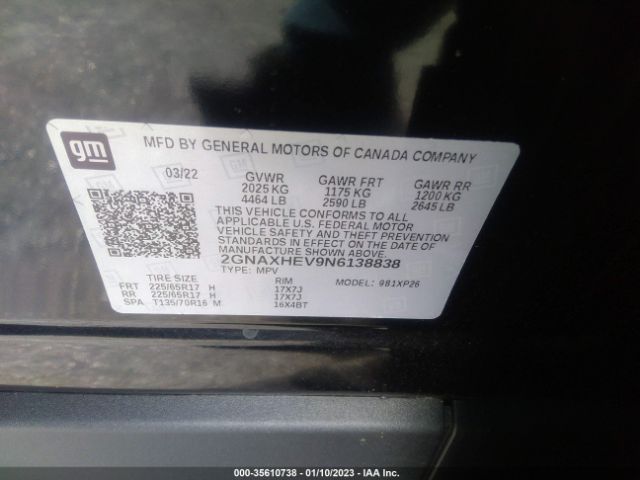 gm
MFD BY GENERAL MOTORS OF CANADA COMPANY
03/22 GVWR GAWR FRT GAWR RR
2025 KG 1175 KG 1200 KG
4464 LB 2590 LB 2645 LB
THIS VEHICLE CONFORMS TO ALL
APPLICABLE U.S. FEDERAL MOTOR
VEHICLE SAFETY AND THEFT PREVENTION
STANDARDS IN EFFECT ON THE DATE OF
MANUFACTURE SHOWN ABOVE.
2GNAXHEV9N6138838
TYPE: MPV
TIRE SIZE RIM MODEL: 981XP26
FRT 225/65R17 H 17X7J
RR 225/65R17 H 17X7J
SPA T135/70R16 M 16X4BT
000-35610738 - 01/10/2023 - IAA Inc.